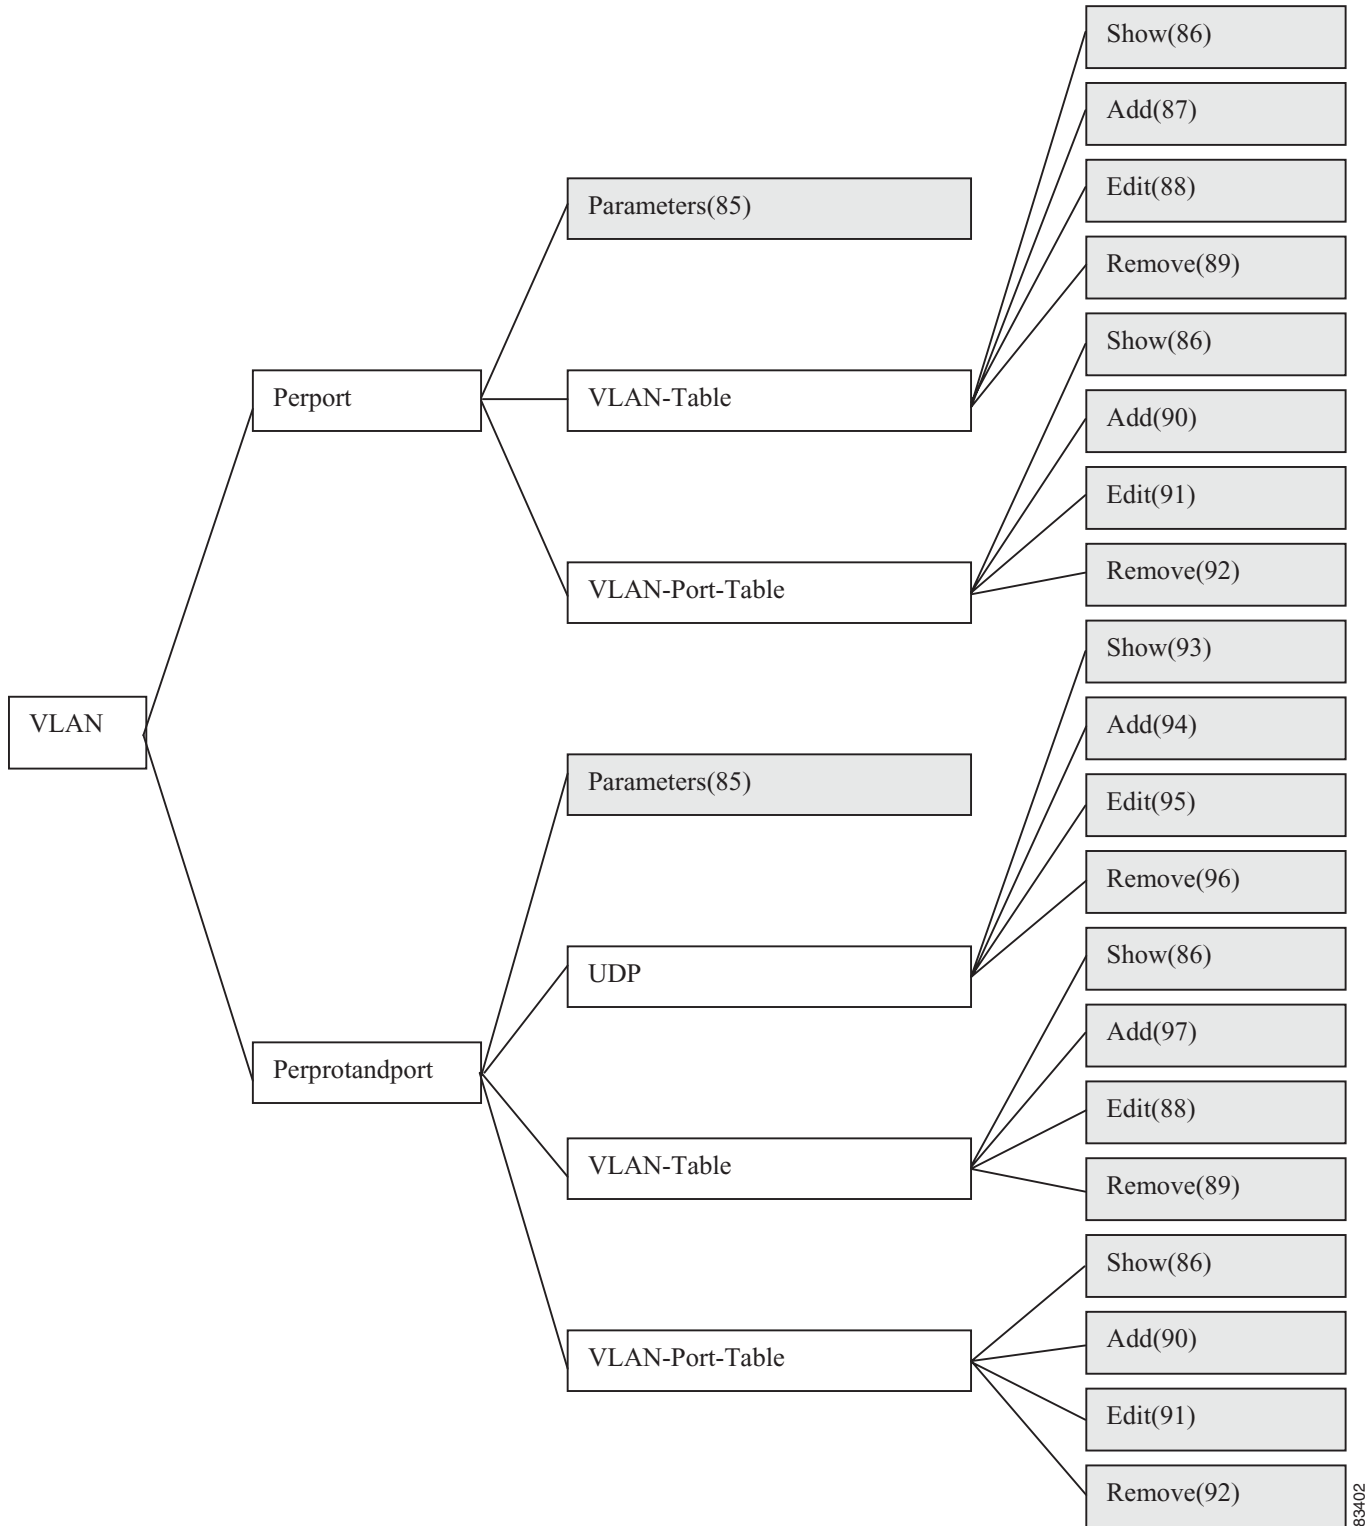 VLAN
Perport
Parameters(85)
VLAN-Table
Show(86)
Add(87)
Edit(88)
Remove(89)
VLAN-Port-Table
Show(86)
Add(90)
Edit(91)
Remove(92)
Perprotandport
Parameters(85)
UDP
Show(93)
Add(94)
Edit(95)
Remove(96)
VLAN-Table
Show(86)
Add(97)
Edit(88)
Remove(89)
VLAN-Port-Table
Show(86)
Add(90)
Edit(91)
Remove(92)
83402